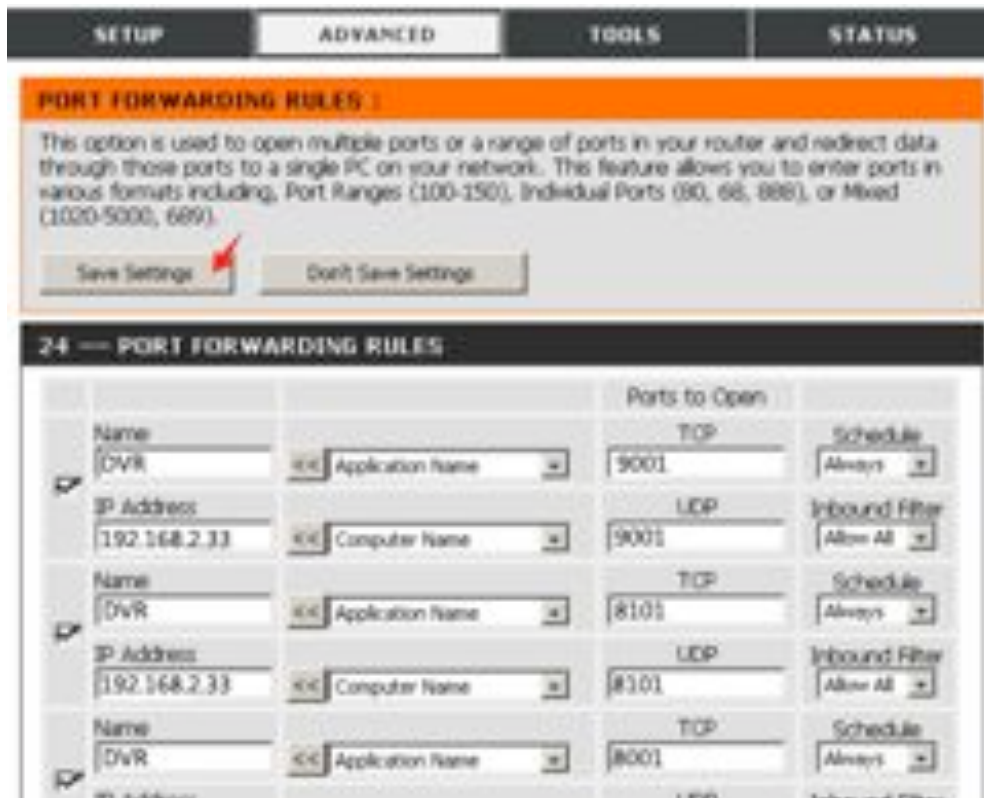 SETUP ADVANCED TOOLS STATUS
PORT FORWARDING RULES :
This option is used to open multiple ports or a range of ports in your router and redirect data
through those ports to a single PC on your network. This feature allows you to enter ports in
various formats including, Port Ranges (100-150), Individual Ports (80, 68, 888), or Mixed
(1020-5000, 689).
Save Settings Don't Save Settings
24 -- PORT FORWARDING RULES
Ports to Open
Name TCP Schedule
DVR << Application Name 9001 Always
IP Address UDP Inbound Filter
192.168.2.33 << Computer Name 9001 Allow All
Name TCP Schedule
DVR << Application Name 8101 Always
IP Address UDP Inbound Filter
192.168.2.33 << Computer Name 8101 Allow All
Name TCP Schedule
DVR << Application Name 8001 Always
IP Address UDP Inbound Filter